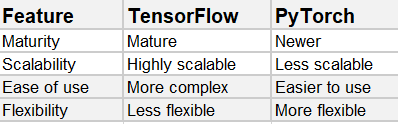 Feature TensorFlow PyTorch
Maturity Mature Newer
Scalability Highly scalable Less scalable
Ease of use More complex Easier to use
Flexibility Less flexible More flexible